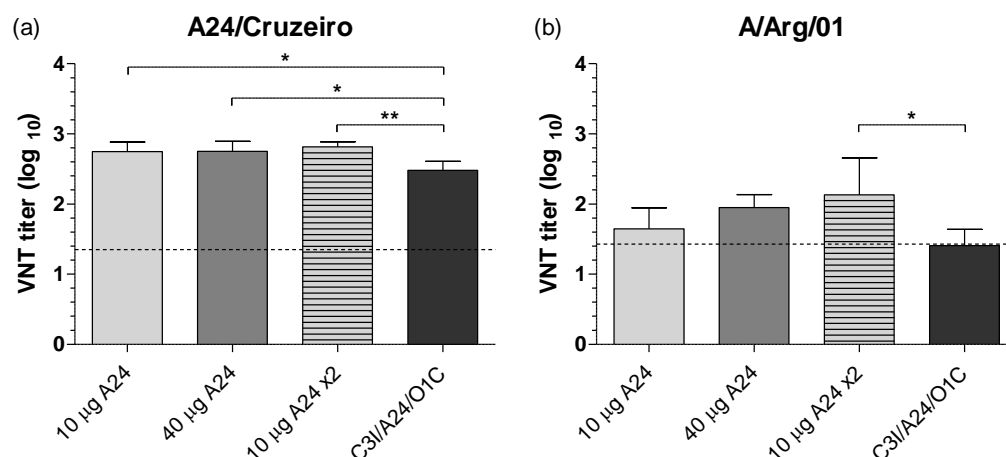 (a)
A24/Cruzeiro
VNT titer (log 10)
4
3
2
1
0
*
*
**
10 µg A24
40 µg A24
10 µg A24 x2
C3I/A24/O1C
(b)
A/Arg/01
VNT titer (log 10)
4
3
2
1
0
*
10 µg A24
40 µg A24
10 µg A24 x2
C3I/A24/O1C